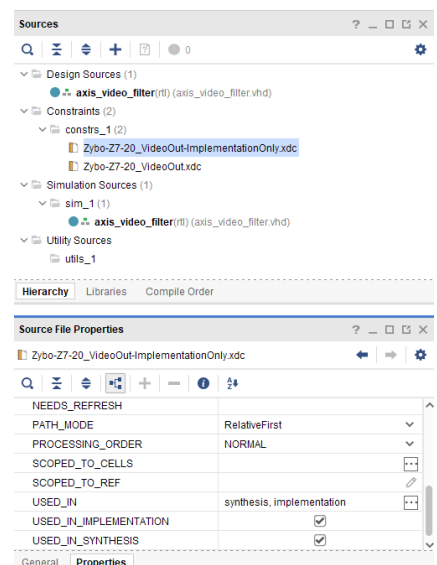 Sources
0
Design Sources (1)
axis_video_filter(rtl) (axis_video_filter.vhd)
Constraints (2)
constrs_1 (2)
Zybo-Z7-20_VideoOut-ImplementationOnly.xdc
Zybo-Z7-20_VideoOut.xdc
Simulation Sources (1)
sim_1 (1)
axis_video_filter(rtl) (axis_video_filter.vhd)
Utility Sources
utils_1
Hierarchy Libraries Compile Order
Source File Properties
Zybo-Z7-20_VideoOut-ImplementationOnly.xdc
NEEDS_REFRESH
PATH_MODE RelativeFirst
PROCESSING_ORDER NORMAL
SCOPED_TO_CELLS
SCOPED_TO_REF
USED_IN synthesis, implementation
USED_IN_IMPLEMENTATION
USED_IN_SYNTHESIS
General Properties